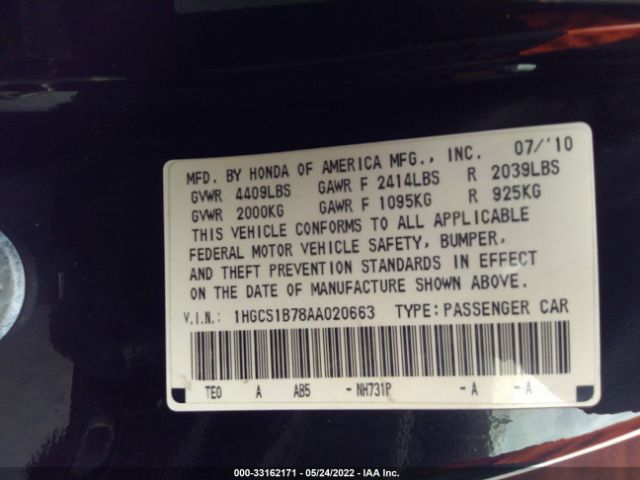 MFD. BY HONDA OF AMERICA MFG., INC. 07/'10
GVWR 4409LBS GAWR F 2414LBS R 2039LBS
GVWR 2000KG GAWR F 1095KG R 925KG
THIS VEHICLE CONFORMS TO ALL APPLICABLE
FEDERAL MOTOR VEHICLE SAFETY, BUMPER,
AND THEFT PREVENTION STANDARDS IN EFFECT
ON THE DATE OF MANUFACTURE SHOWN ABOVE.
V.I.N.: 1HGCS1B78AA020663 TYPE: PASSENGER CAR
TE0 A AB5 - NH731P - A - A
000-33162171 - 05/24/2022 - IAA Inc.